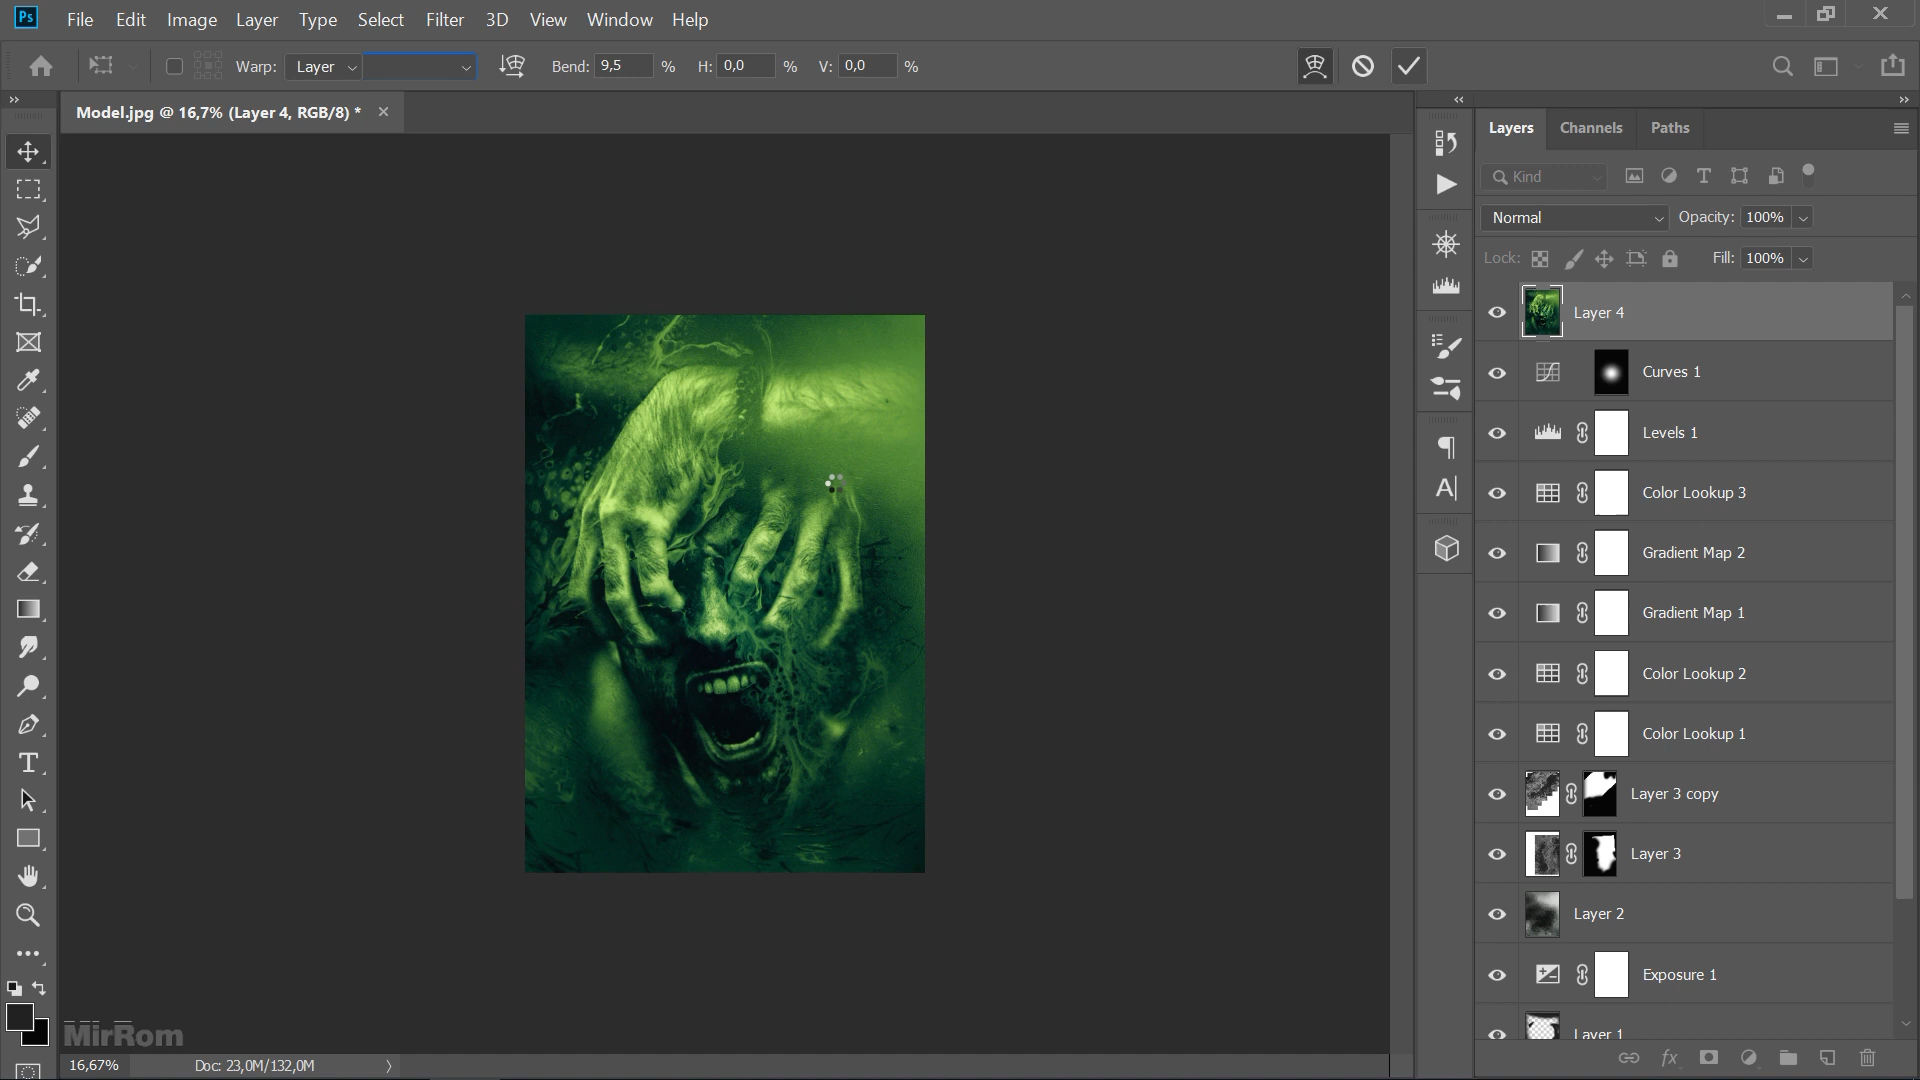 Ps File Edit Image Layer Type Select Filter 3D View Window Help
Warp: Layer Bend: 9,5 % H: 0,0 % V: 0,0 %
Model.jpg @ 16,7% (Layer 4, RGB/8) *
Layers Channels Paths
Kind
Normal Opacity: 100%
Lock: Fill: 100%
Layer 4
Curves 1
Levels 1
Color Lookup 3
Gradient Map 2
Gradient Map 1
Color Lookup 2
Color Lookup 1
Layer 3 copy
Layer 3
Layer 2
Exposure 1
Layer 1
MirRom
16,67% Doc: 23,0M/132,0M